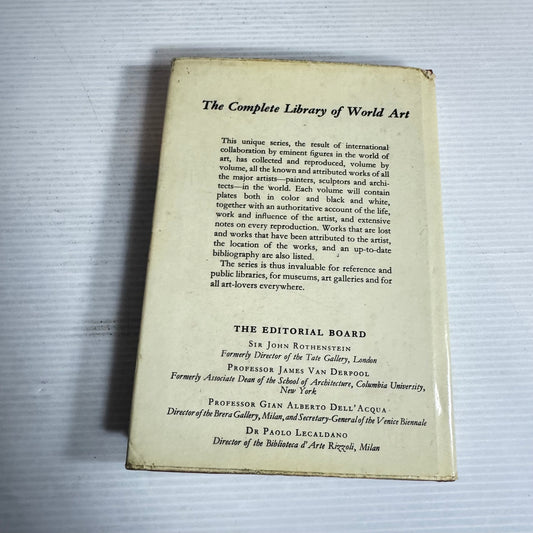 The Complete Library of World Art
This unique series, the result of international
collaboration by eminent figures in the world of
art, has collected and reproduced, volume by
volume, all the known and attributed works of all
the major artists—painters, sculptors and archi-
tects—in the world. Each volume will contain
plates both in color and black and white,
together with an authoritative account of the life,
work and influence of the artist, and extensive
notes on every reproduction. Works that are lost
and works that have been attributed to the artist,
the location of the works, and an up-to-date
bibliography are also listed.
The series is thus invaluable for reference and
public libraries, for museums, art galleries and for
all art-lovers everywhere.
THE EDITORIAL BOARD
SIR JOHN ROTHENSTEIN
Formerly Director of the Tate Gallery, London
PROFESSOR JAMES VAN DERPOOL
Formerly Associate Dean of the School of Architecture, Columbia University,
New York
PROFESSOR GIAN ALBERTO DELL'ACQUA
Director of the Brera Gallery, Milan, and Secretary-General of the Venice Biennale
DR PAOLO LECALDANO
Director of the Biblioteca d'Arte Rizzoli, Milan